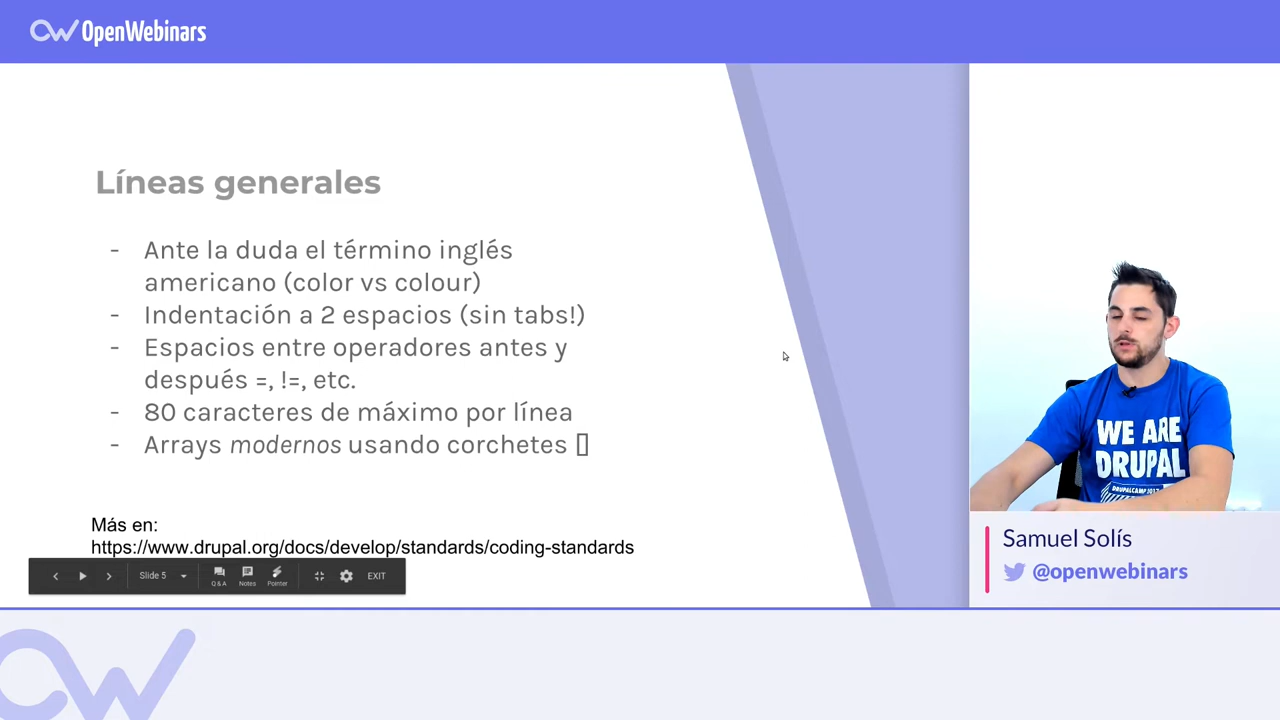 OpenWebinars
Líneas generales
- Ante la duda el término inglés
americano (color vs colour)
- Indentación a 2 espacios (sin tabs!)
- Espacios entre operadores antes y
después =, !=, etc.
- 80 caracteres de máximo por línea
- Arrays modernos usando corchetes []
Más en:
https://www.drupal.org/docs/develop/standards/coding-standards
Slide 5
Q & A
Notes
Pointer
EXIT
WE ARE
DRUPAL
Samuel Solís
@openwebinars